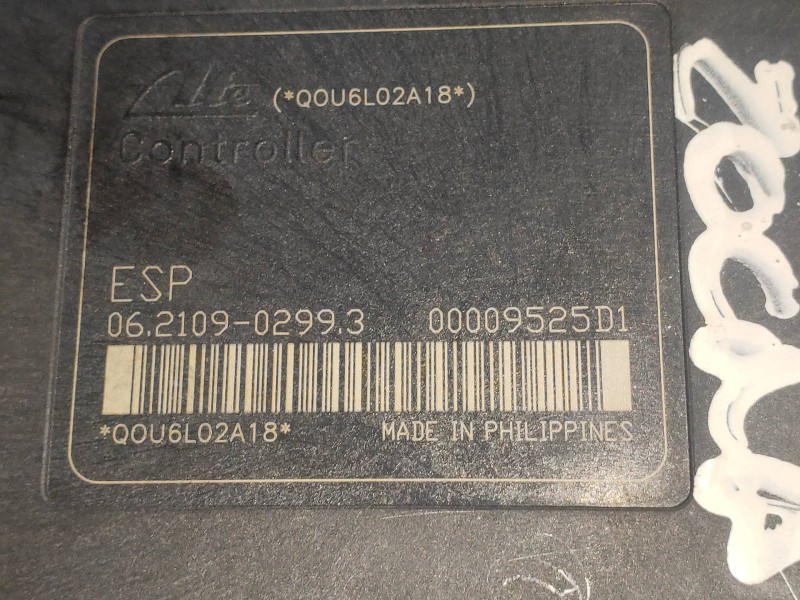 (*QOU6L02A18*)
Controller
ESP
06.2109-0299.3 00009525D1
*QOU6L02A18*
MADE IN PHILIPPINES